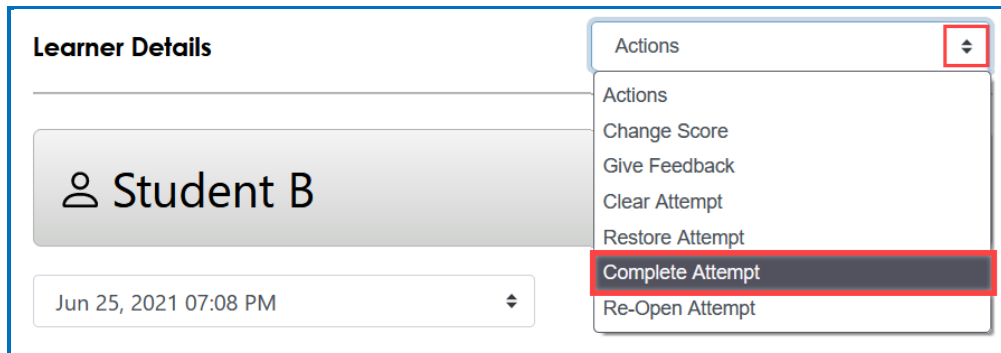 Learner Details
Actions
Actions
Change Score
Give Feedback
Clear Attempt
Restore Attempt
Complete Attempt
Re-Open Attempt
Student B
Jun 25, 2021 07:08 PM